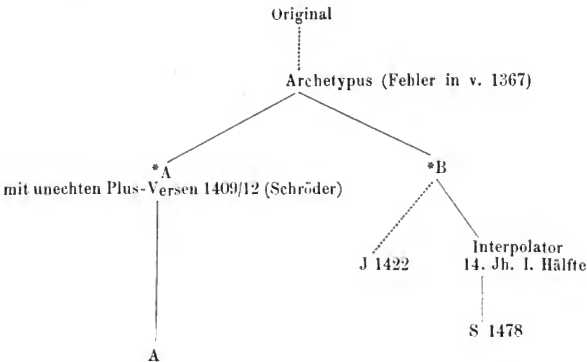 Original
Archetypus (Fehler in v. 1367)
*A
*B
mit unechten Plus-Versen 1409/12 (Schröder)
J 1422
Interpolator
14. Jh. I. Hälfte
S 1478
A